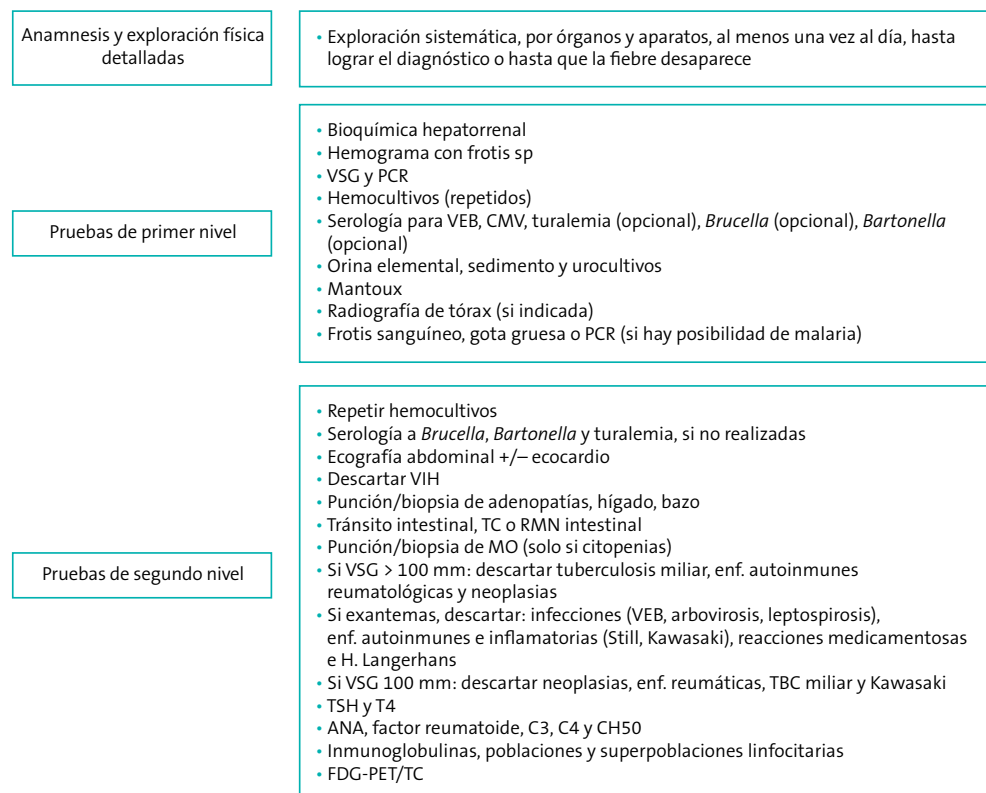 Anamnesis y exploración física
detalladas
• Exploración sistemática, por órganos y aparatos, al menos una vez al día, hasta
lograr el diagnóstico o hasta que la fiebre desaparece
Pruebas de primer nivel
• Bioquímica hepatorrenal
• Hemograma con frotis sp
• VSG y PCR
• Hemocultivos (repetidos)
• Serología para VEB, CMV, turalemia (opcional), Brucella (opcional), Bartonella
(opcional)
• Orina elemental, sedimento y urocultivos
• Mantoux
• Radiografía de tórax (si indicada)
• Frotis sanguíneo, gota gruesa o PCR (si hay posibilidad de malaria)
Pruebas de segundo nivel
• Repetir hemocultivos
• Serología a Brucella, Bartonella y turalemia, si no realizadas
• Ecografía abdominal +/– ecocardio
• Descartar VIH
• Punción/biopsia de adenopatías, hígado, bazo
• Tránsito intestinal, TC o RMN intestinal
• Punción/biopsia de MO (solo si citopenias)
• Si VSG > 100 mm: descartar tuberculosis miliar, enf. autoinmunes
reumatológicas y neoplasias
• Si exantemas, descartar: infecciones (VEB, arbovirosis, leptospirosis),
enf. autoinmunes e inflamatorias (Still, Kawasaki), reacciones medicamentosas
e H. Langerhans
• Si VSG 100 mm: descartar neoplasias, enf. reumáticas, TBC miliar y Kawasaki
• TSH y T4
• ANA, factor reumatoide, C3, C4 y CH50
• Inmunoglobulinas, poblaciones y superpoblaciones linfocitarias
• FDG-PET/TC